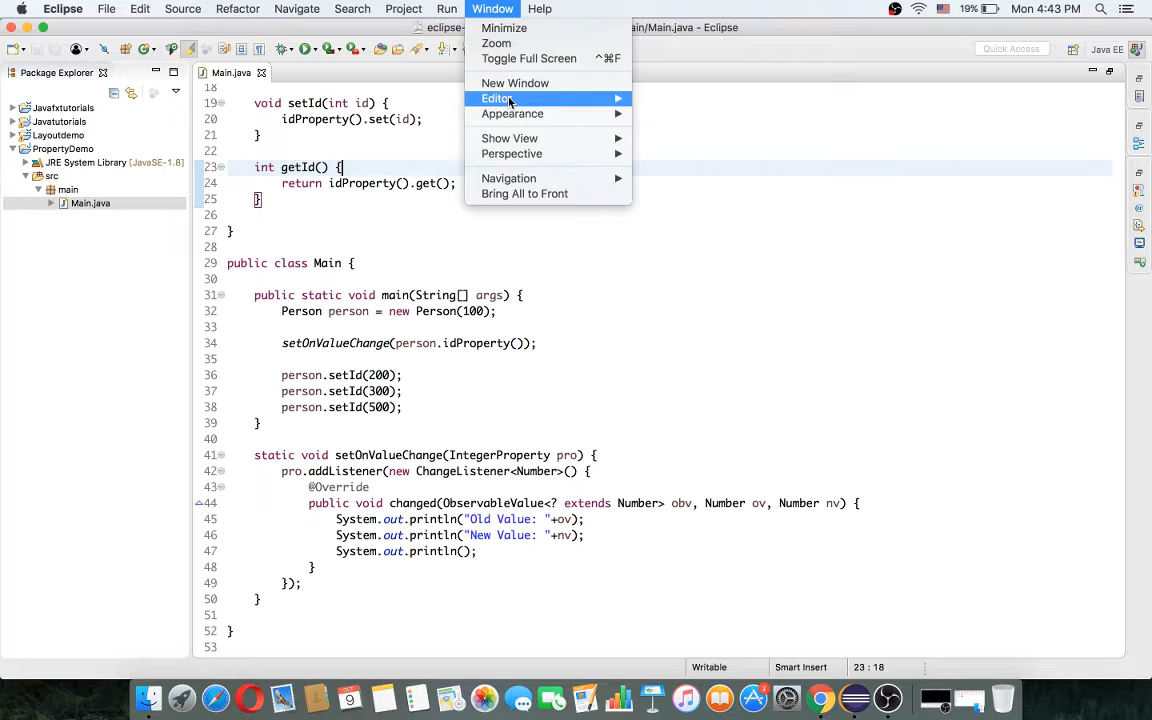 Eclipse File Edit Source Refactor Navigate Search Project Run Window Help 19% Mon 4:43 PM
eclipse- ain/Main.java - Eclipse
Quick Access Java EE
Package Explorer
Javafxtutorials
Javatutorials
Layoutdemo
PropertyDemo
JRE System Library [JavaSE-1.8]
src
main
Main.java
Minimize
Zoom
Toggle Full Screen ^⌘F
New Window
Editor
Appearance
Show View
Perspective
Navigation
Bring All to Front
Main.java
18
19 void setId(int id) {
20 idProperty().set(id);
21 }
22
23 int getId() {
24 return idProperty().get();
25 }
26
27 }
28
29 public class Main {
30
31 public static void main(String[] args) {
32 Person person = new Person(100);
33
34 setOnValueChange(person.idProperty());
35
36 person.setId(200);
37 person.setId(300);
38 person.setId(500);
39 }
40
41 static void setOnValueChange(IntegerProperty pro) {
42 pro.addListener(new ChangeListener<Number>() {
43 @Override
44 public void changed(ObservableValue<? extends Number> obv, Number ov, Number nv) {
45 System.out.println("Old Value: "+ov);
46 System.out.println("New Value: "+nv);
47 System.out.println();
48 }
49 });
50 }
51
52 }
53
Writable Smart Insert 23 : 18
OCT
9
2